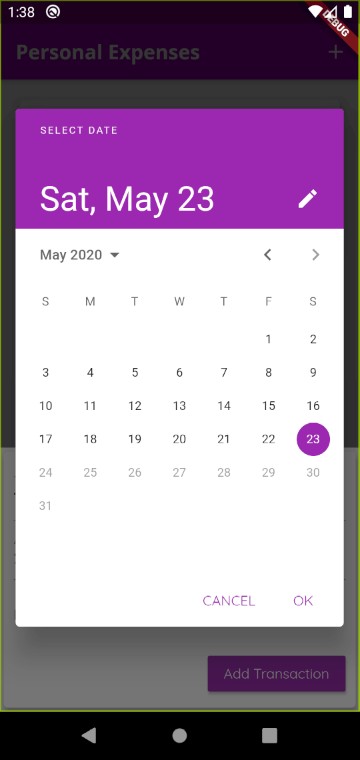 1:38
DEBUG
Personal Expenses
SELECT DATE
Sat, May 23
May 2020
S M T W T F S
1 2
3 4 5 6 7 8 9
10 11 12 13 14 15 16
17 18 19 20 21 22 23
24 25 26 27 28 29 30
31
CANCEL OK
Add Transaction